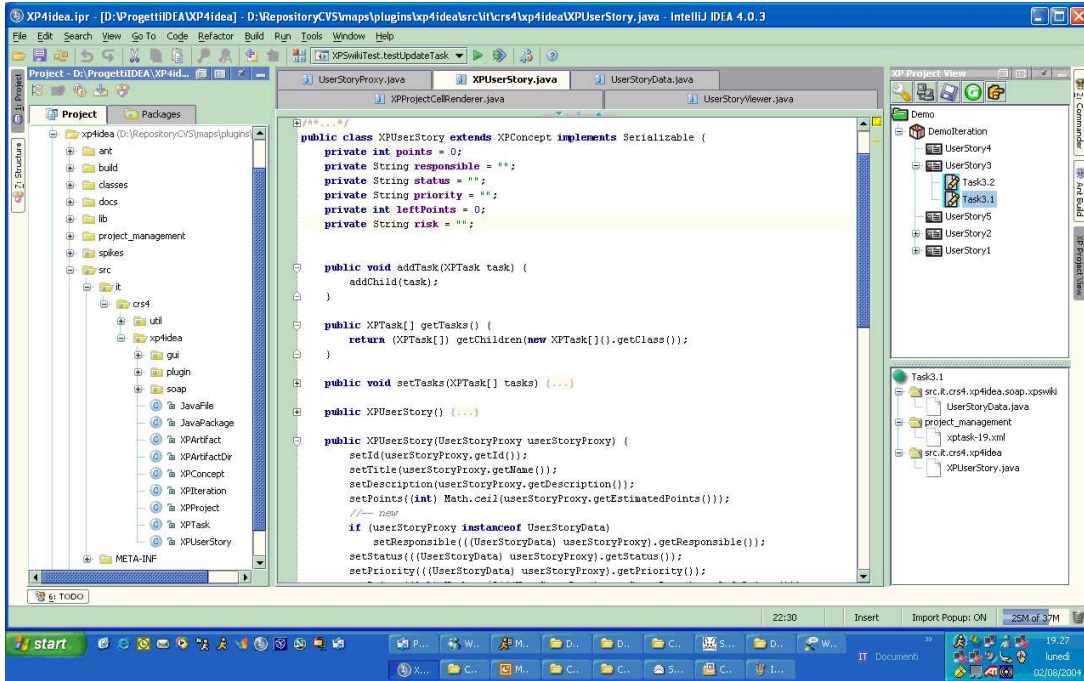 XP4idea.ipr - [D:\ProgettiIDEA\XP4idea] - D:\RepositoryCVS\maps\plugins\xp4idea\src\it\crs4\xp4idea\XPUserStory.java - IntelliJ IDEA 4.0.3
File Edit Search View Go To Code Refactor Build Run Tools Window Help
XPSwikiTest.testUpdateTask
Project - D:\ProgettiIDEA\XP4id...
1: Project
7: Structure
Project Packages
xp4idea (D:\RepositoryCVS\maps\plugins\
ant
build
classes
docs
lib
project_management
spikes
src
it
crs4
util
xp4idea
gui
plugin
soap
JavaFile
JavaPackage
XPArtifact
XPArtifactDir
XPConcept
XPIteration
XPProject
XPTask
XPUserStory
META-INF
UserStoryProxy.java XPUserStory.java UserStoryData.java
XPProjectCellRenderer.java UserStoryViewer.java
/**...*/
public class XPUserStory extends XPConcept implements Serializable {
private int points = 0;
private String responsible = "";
private String status = "";
private String priority = "";
private int leftPoints = 0;
private String risk = "";
public void addTask(XPTask task) {
addChild(task);
}
public XPTask[] getTasks() {
return (XPTask[]) getChildren(new XPTask[]{}.getClass());
}
public void setTasks(XPTask[] tasks) {...}
public XPUserStory() {...}
public XPUserStory(UserStoryProxy userStoryProxy) {
setId(userStoryProxy.getId());
setTitle(userStoryProxy.getName());
setDescription(userStoryProxy.getDescription());
setPoints((int) Math.ceil(userStoryProxy.getEstimatedPoints()));
//-- new
if (userStoryProxy instanceof UserStoryData)
setResponsible(((UserStoryData) userStoryProxy).getResponsible());
setStatus(((UserStoryData) userStoryProxy).getStatus());
setPriority(((UserStoryData) userStoryProxy).getPriority());
XP Project View
Demo
DemoIteration
UserStory4
UserStory3
Task3.2
Task3.1
UserStory5
UserStory2
UserStory1
Task3.1
src.it.crs4.xp4idea.soap.xpswiki
UserStoryData.java
project_management
xptask-19.xml
src.it.crs4.xp4idea
XPUserStory.java
2: Commander
Ant Build
XP Project View
6: TODO
22:30 Insert Import Popup: ON 25M of 37M
start
P... W... M... D... D... C... S... D... W...
X... C... M... C... C... S... C... I...
IT Documenti
19.27
lunedì
02/08/2004